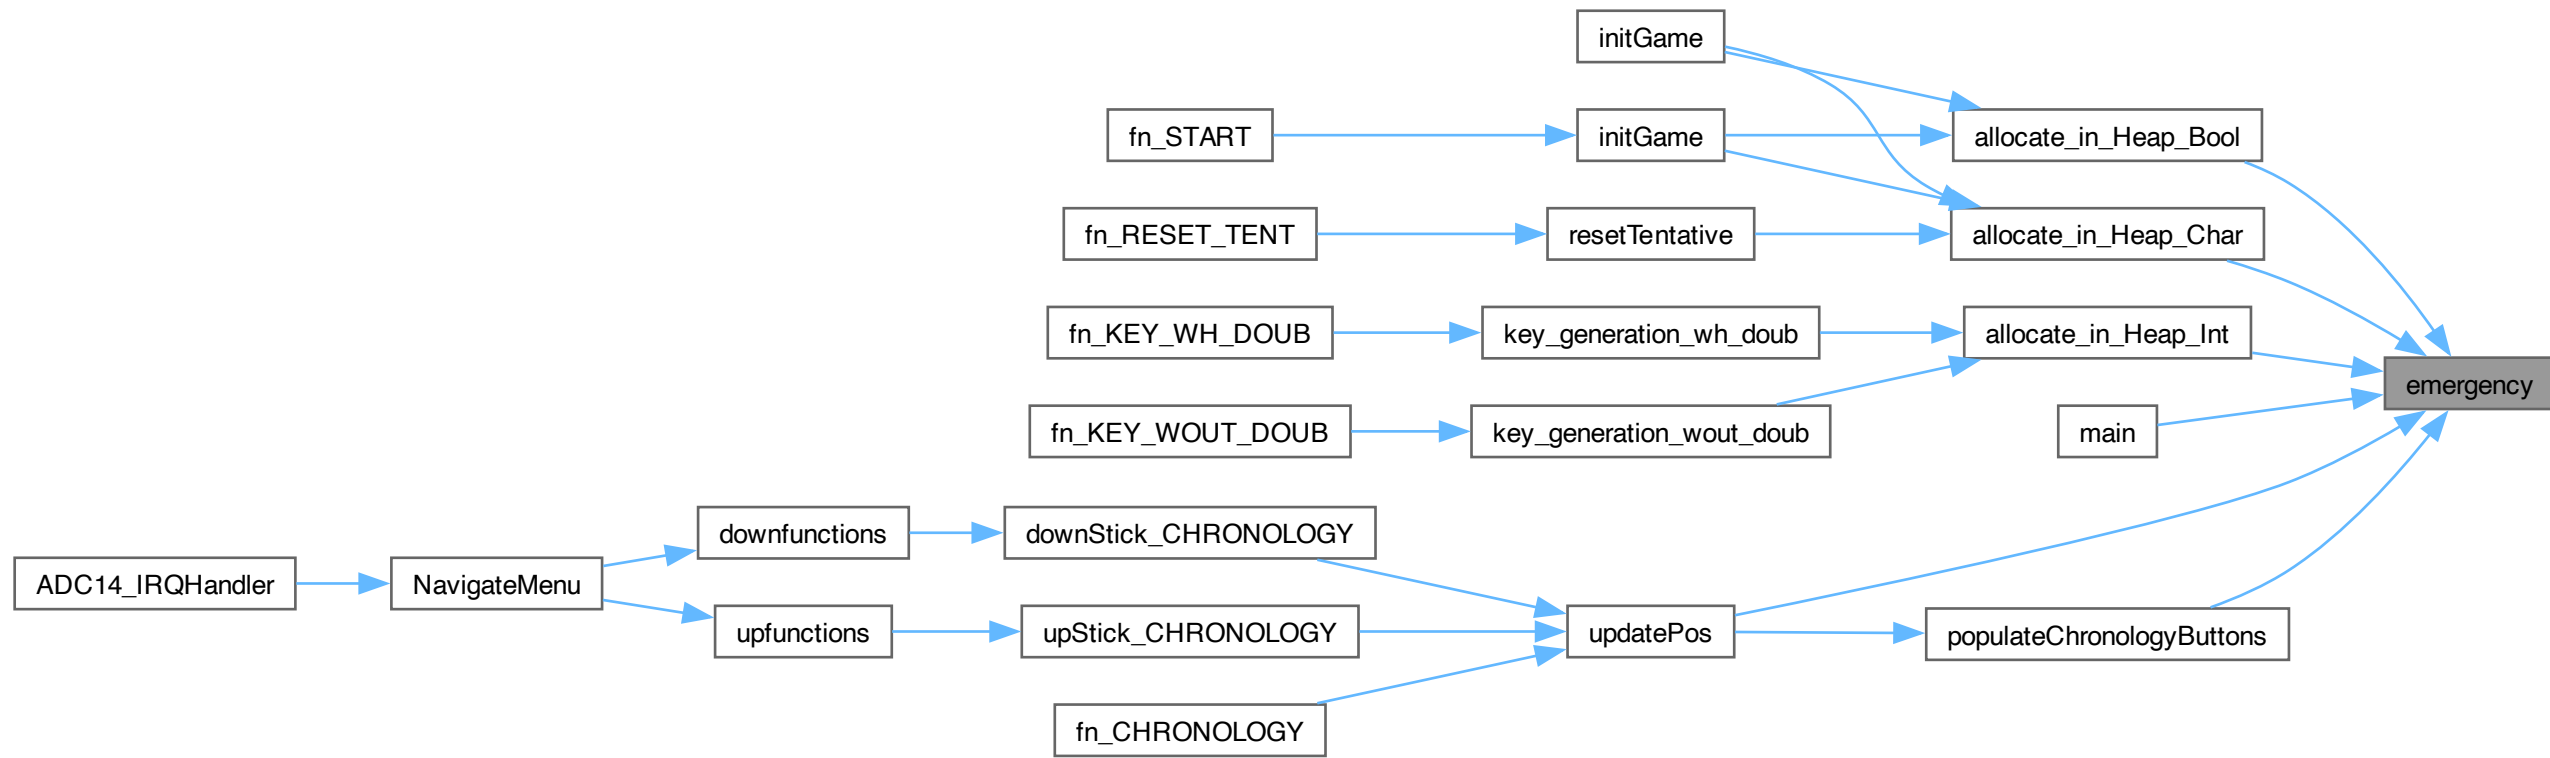 initGame
fn_START
initGame
allocate_in_Heap_Bool
fn_RESET_TENT
resetTentative
allocate_in_Heap_Char
fn_KEY_WH_DOUB
key_generation_wh_doub
allocate_in_Heap_Int
emergency
fn_KEY_WOUT_DOUB
key_generation_wout_doub
main
downfunctions
downStick_CHRONOLOGY
ADC14_IRQHandler
NavigateMenu
upfunctions
upStick_CHRONOLOGY
updatePos
populateChronologyButtons
fn_CHRONOLOGY